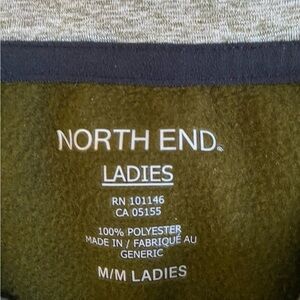 NORTH END.
LADIES
RN 101146
CA 05155
100% POLYESTER
MADE IN / FABRIQUÉ AU
GENERIC
M/M LADIES